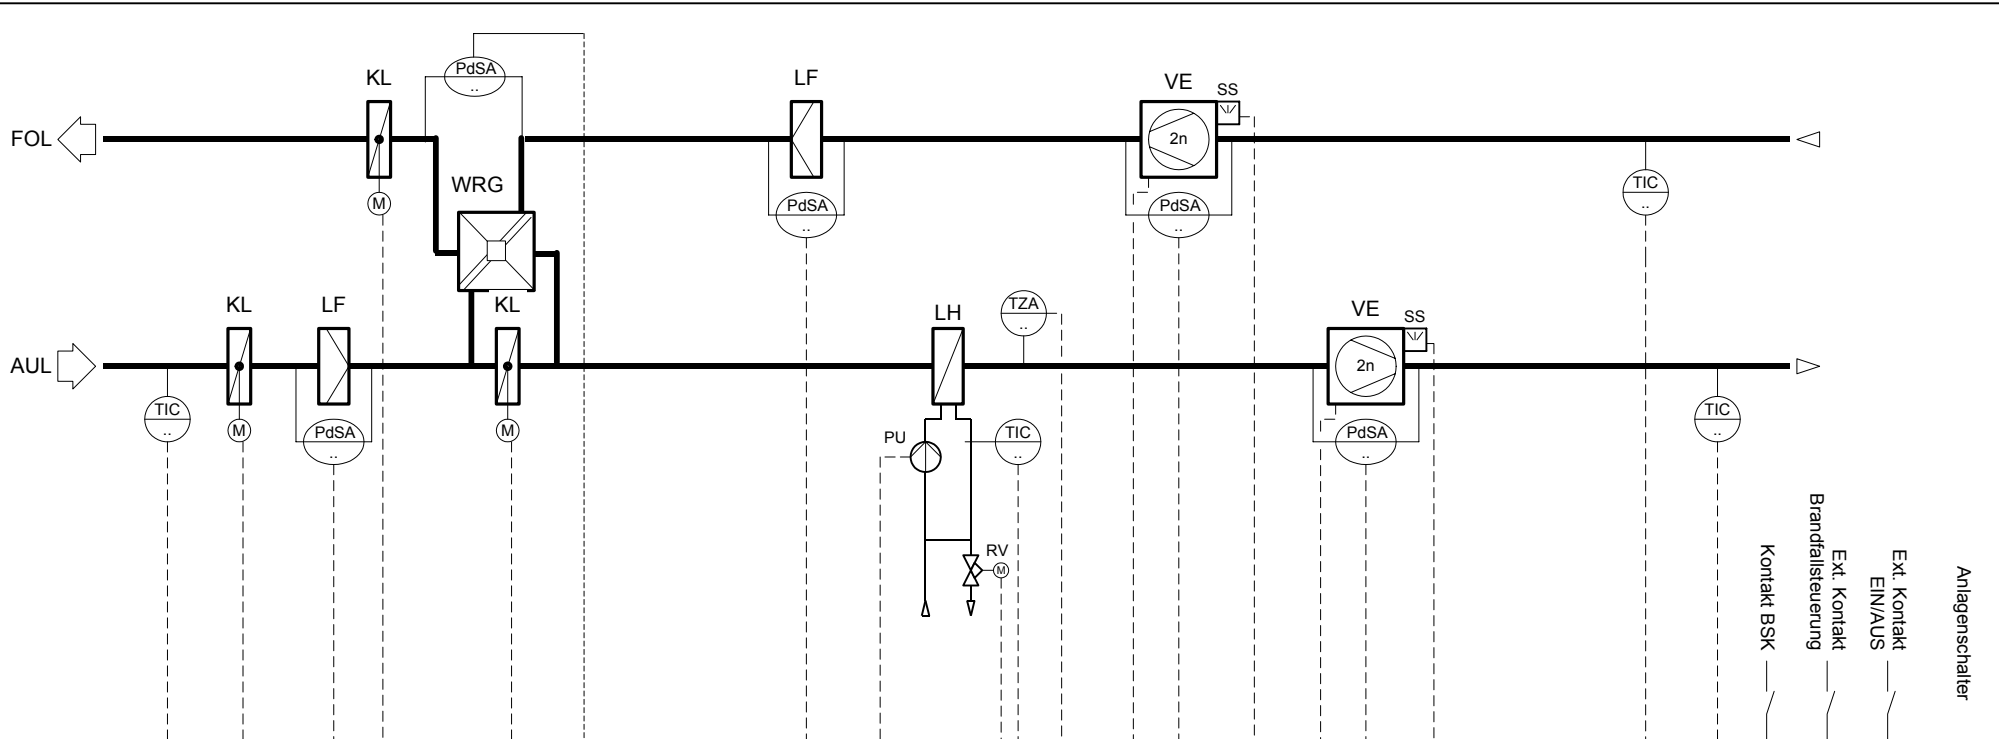 PdSA
..
KL
LF
VE
SS
FOL
2n
WRG
M
PdSA
..
PdSA
..
TIC
..
KL
LF
KL
LH
TZA
..
VE
SS
AUL
2n
TIC
..
M
PdSA
..
M
PU
TIC
..
PdSA
..
TIC
..
RV
M
Kontakt BSK
Ext. Kontakt
Brandfallsteuerung
Ext. Kontakt
EIN/AUS
Anlagenschalter